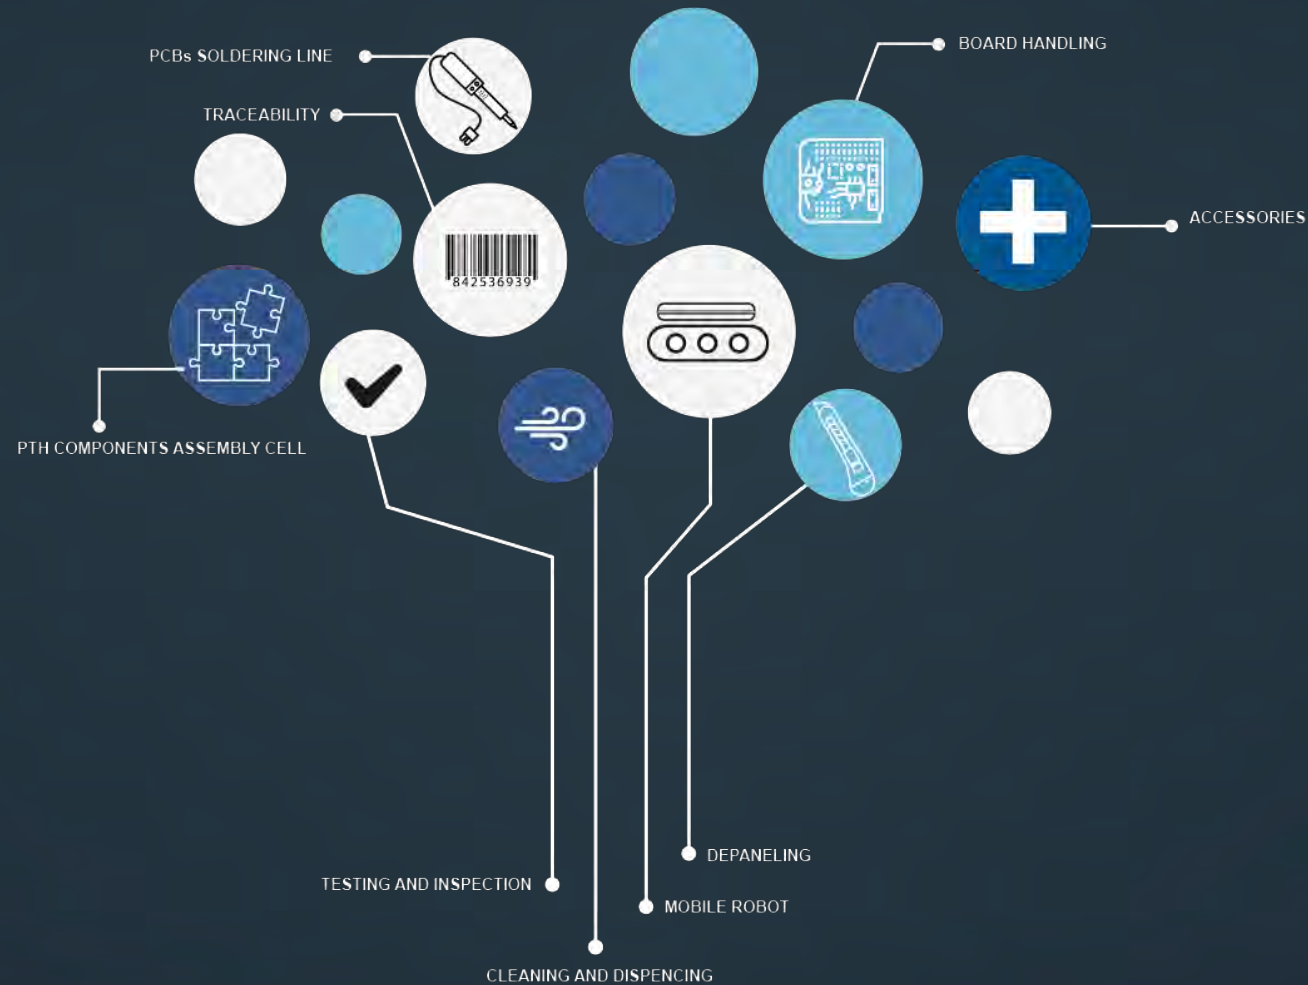 PCBs SOLDERING LINE
BOARD HANDLING
TRACEABILITY
ACCESSORIES
842536939
PTH COMPONENTS ASSEMBLY CELL
DEPANELING
TESTING AND INSPECTION
MOBILE ROBOT
CLEANING AND DISPENCING